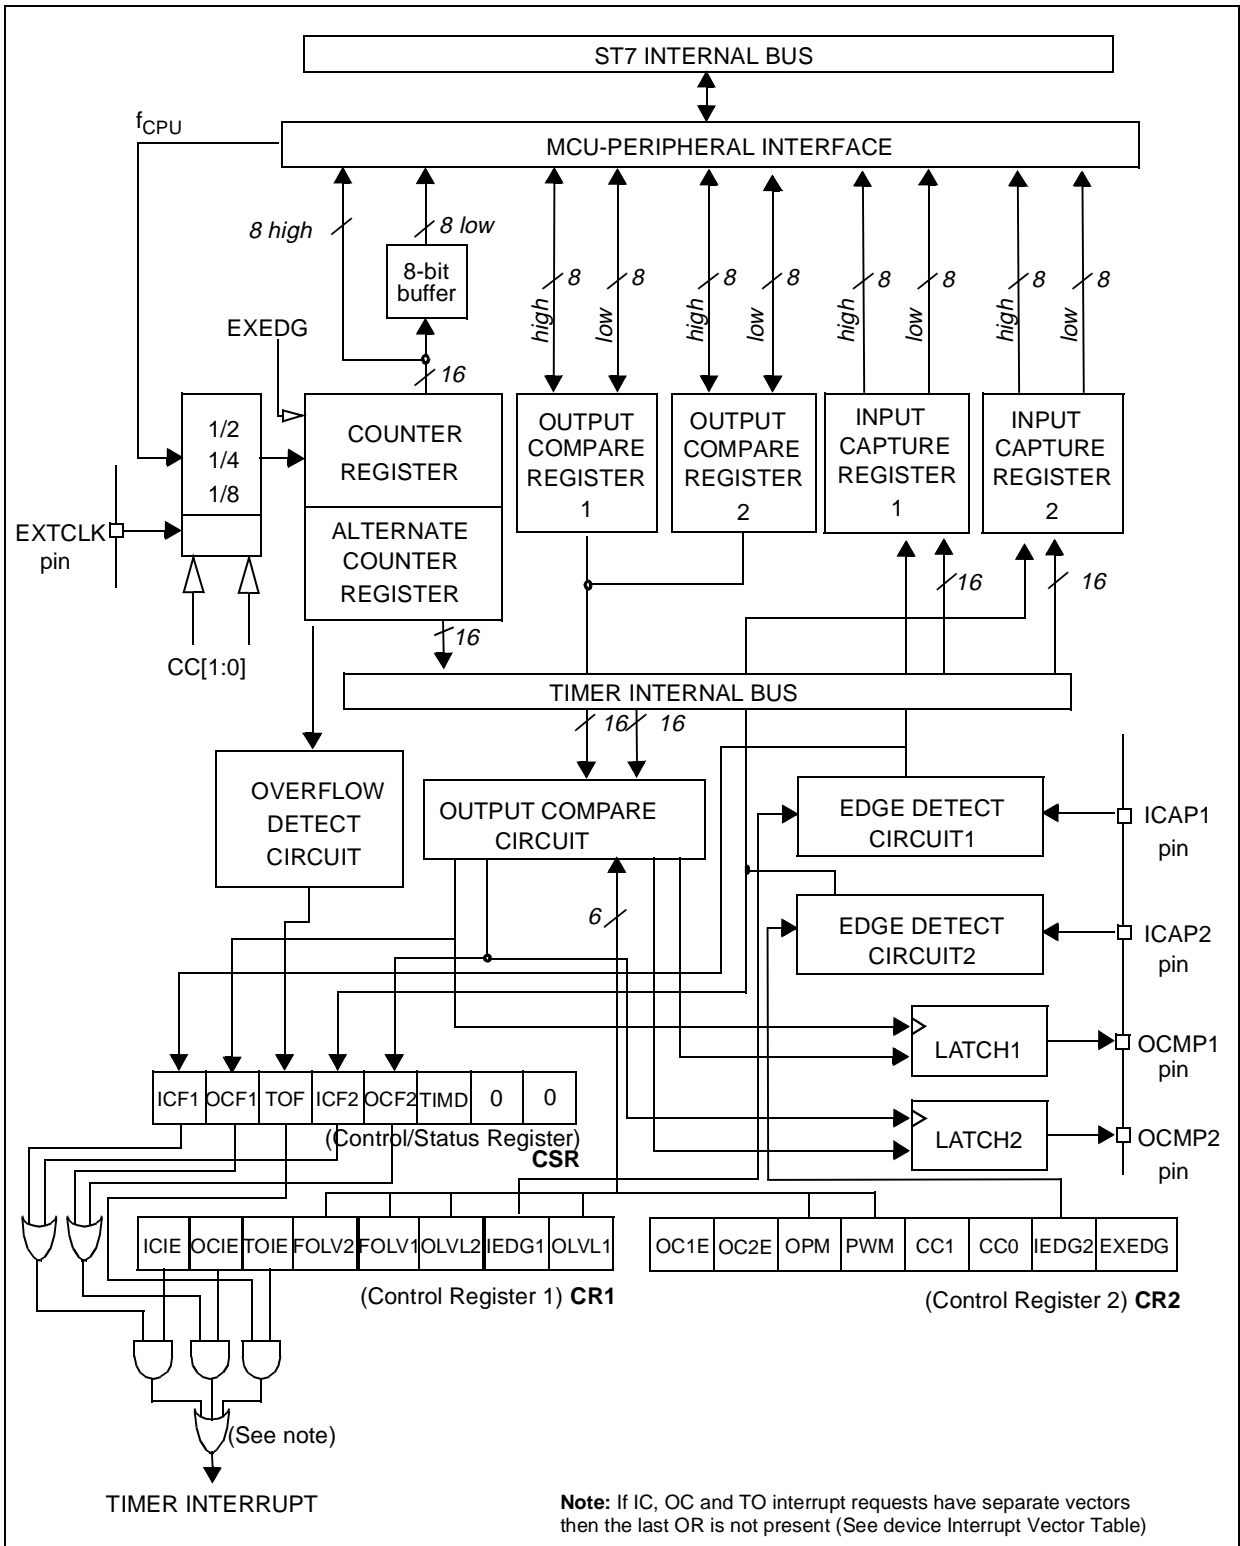 ST7 INTERNAL BUS
fCPU
MCU-PERIPHERAL INTERFACE
8 high
8 low
8-bit
buffer
high
8
low
8
high
8
low
8
high
8
low
8
high
8
low
8
EXEDG
16
1/2
1/4
1/8
COUNTER
REGISTER
ALTERNATE
COUNTER
REGISTER
OUTPUT
COMPARE
REGISTER
1
OUTPUT
COMPARE
REGISTER
2
INPUT
CAPTURE
REGISTER
1
INPUT
CAPTURE
REGISTER
2
EXTCLK
pin
CC[1:0]
16
16
16
TIMER INTERNAL BUS
16
16
OVERFLOW
DETECT
CIRCUIT
OUTPUT COMPARE
CIRCUIT
EDGE DETECT
CIRCUIT1
ICAP1
pin
6
EDGE DETECT
CIRCUIT2
ICAP2
pin
LATCH1
OCMP1
pin
LATCH2
OCMP2
pin
ICF1 OCF1 TOF ICF2 OCF2 TIMD 0 0
(Control/Status Register)
CSR
ICIE OCIE TOIE FOLV2 FOLV1 OLVL2 IEDG1 OLVL1
(Control Register 1) CR1
OC1E OC2E OPM PWM CC1 CC0 IEDG2 EXEDG
(Control Register 2) CR2
(See note)
TIMER INTERRUPT
Note: If IC, OC and TO interrupt requests have separate vectors
then the last OR is not present (See device Interrupt Vector Table)